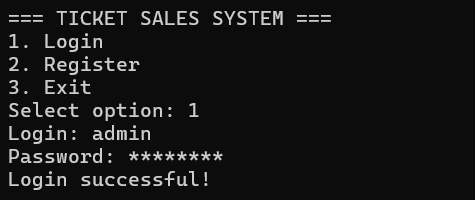 === TICKET SALES SYSTEM ===
1. Login
2. Register
3. Exit
Select option: 1
Login: admin
Password: ********
Login successful!